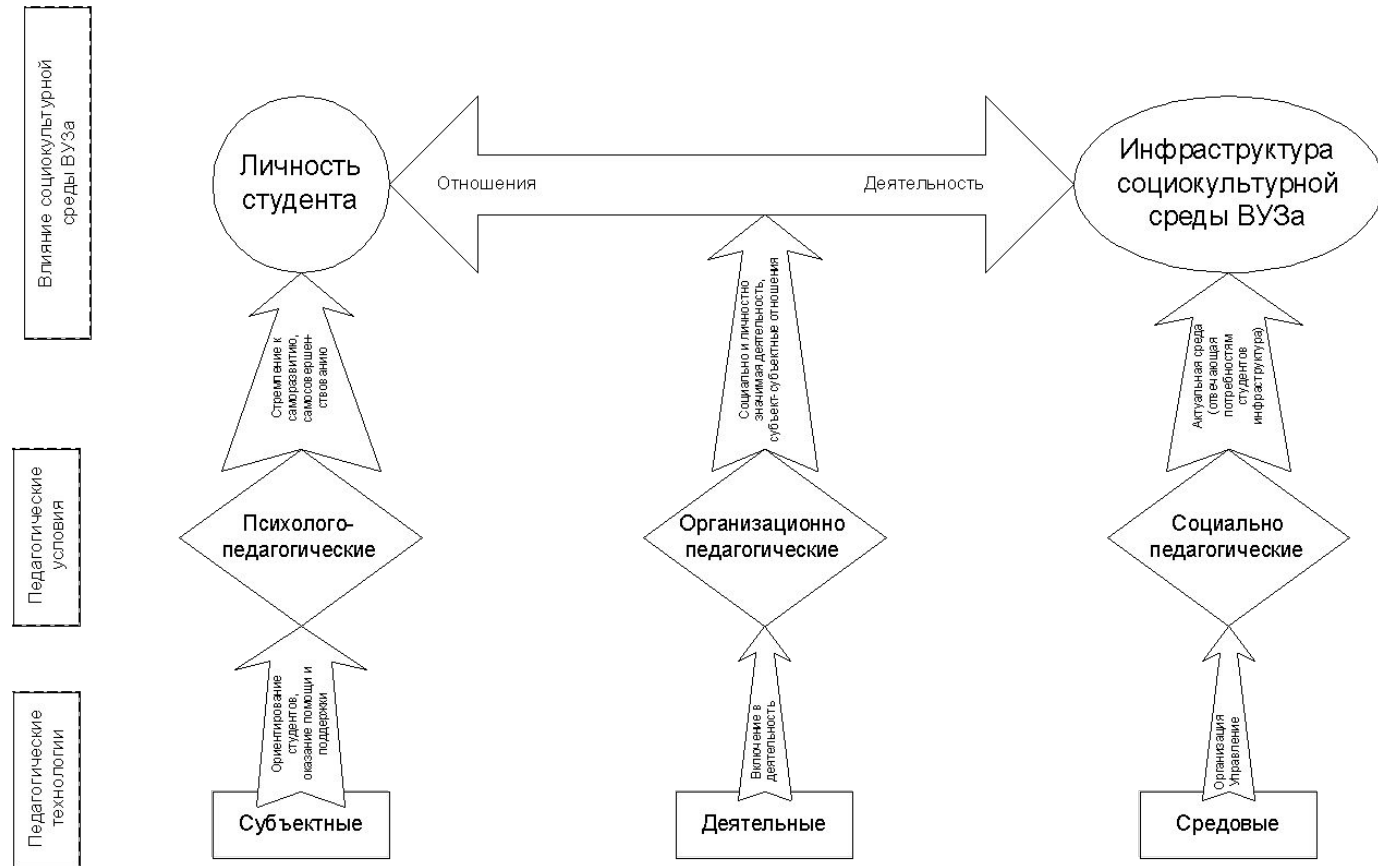 Влияние социокультурной
среды ВУЗа
Личность
студента
Отношения
Деятельность
Инфраструктура
социокультурной
среды ВУЗа
Стремление к
саморазвитию,
самосовершен-
ствованию
Социально и личностно
значимая деятельность,
субъект-субъектные отношения
Актуальная среда
(отвечающая
потребностям
студентов
инфраструктура)
Педагогические
условия
Психолого-
педагогические
Организационно
педагогические
Социально
педагогические
Педагогические
технологии
Ориентирование
студентов,
оказание помощи и
поддержки
Включение в
деятельность
Организация
Управление
Субъектные
Деятельные
Средовые